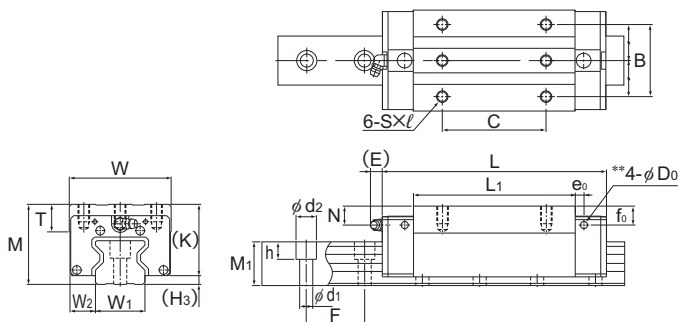 B
6-S×ℓ
C
W
(E)
L
L1
e0
**4-φD0
T
N
φd2
f0
M
(K)
h
M1
(H3)
W2
W1
φd1
F